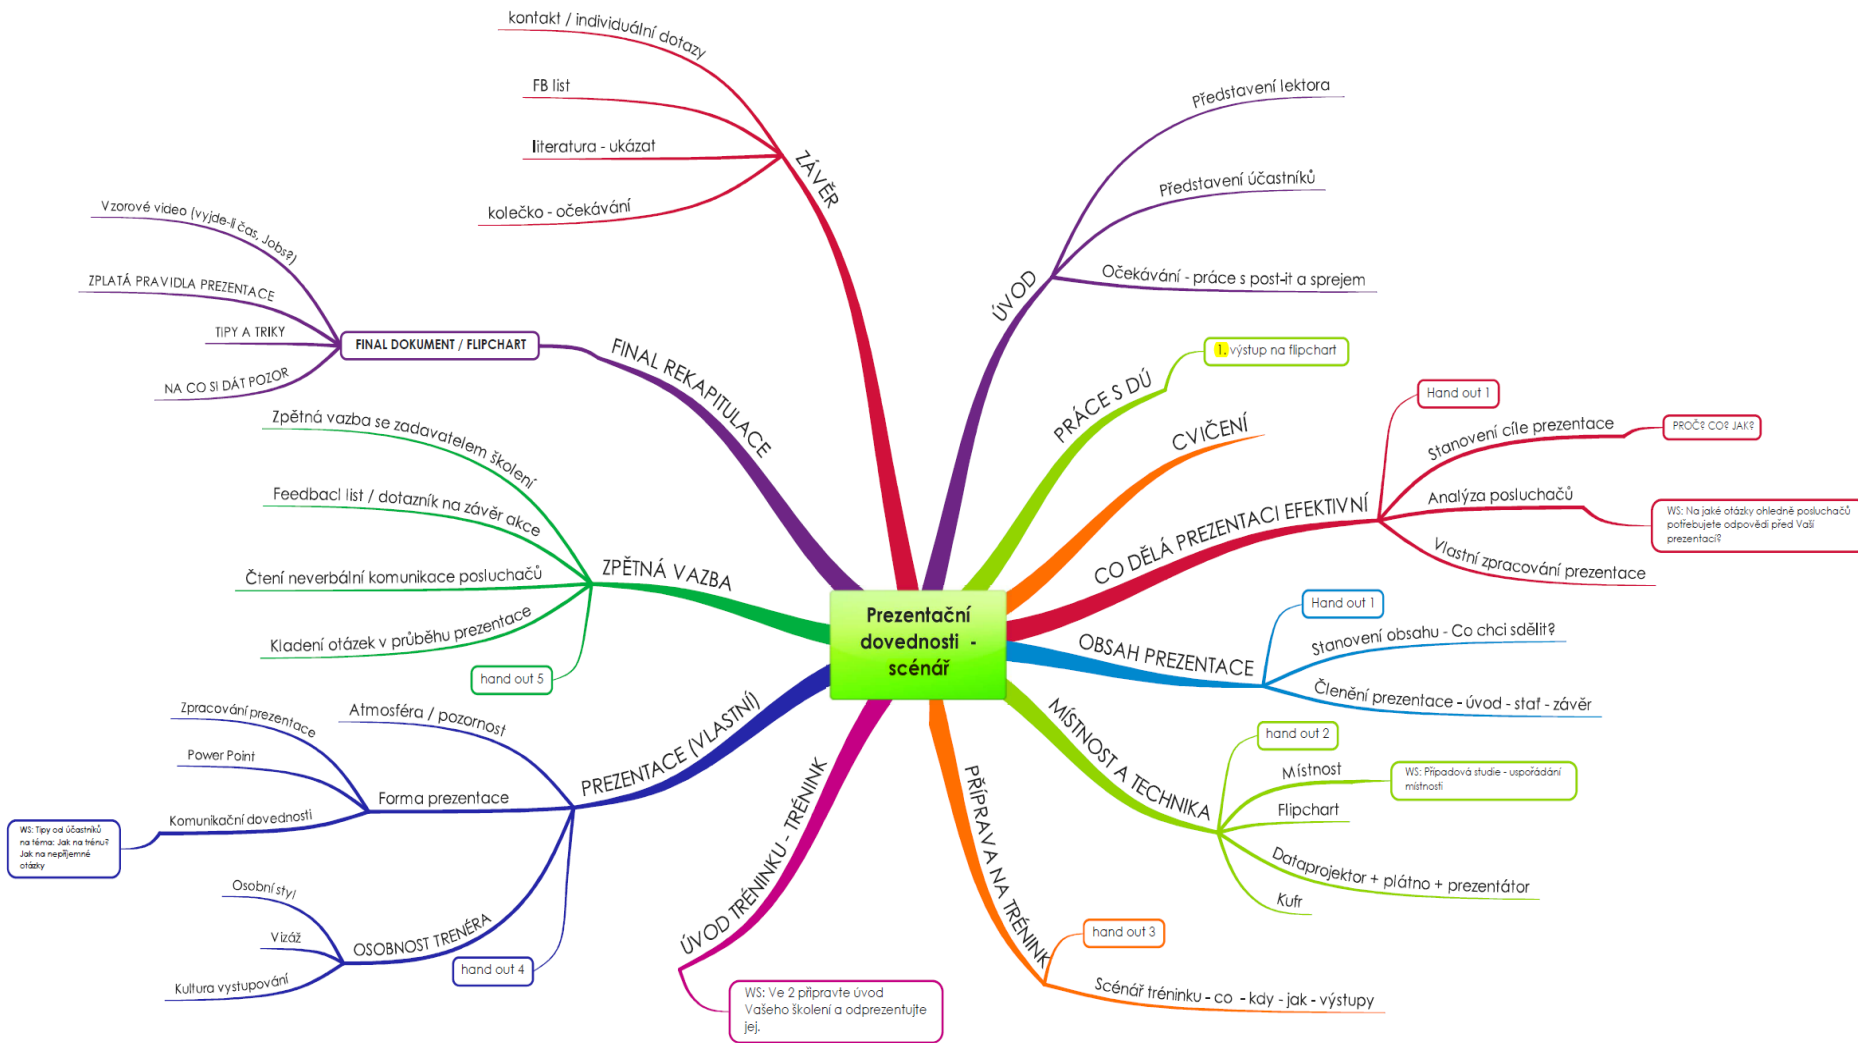 Prezentační
dovednosti -
scénář
ÚVOD
Představení lektora
Představení účastníků
Očekávání - práce s post-it a sprejem
PRÁCE S DÚ
1. výstup na flipchart
CVIČENÍ
CO DĚLÁ PREZENTACI EFEKTIVNÍ
Hand out 1
Stanovení cíle prezentace
PROČ? CO? JAK?
Analýza posluchačů
WS: Na jaké otázky ohledně posluchačů
potřebujete odpovědi před Vaší
prezentací?
Vlastní zpracování prezentace
OBSAH PREZENTACE
Hand out 1
Stanovení obsahu - Co chci sdělit?
Členění prezentace - úvod - stať - závěr
MÍSTNOST A TECHNIKA
hand out 2
Místnost
WS: Případová studie - uspořádání
místnosti
Flipchart
Dataprojektor + plátno + prezentátor
Kufr
PŘÍPRAVA NA TRÉNINK
hand out 3
Scénář tréninku - co - kdy - jak - výstupy
ÚVOD TRÉNINKU - TRÉNINK
WS: Ve 2 připravte úvod
Vašeho školení a odprezentujte
jej.
PREZENTACE (VLASTNÍ)
Atmosféra / pozornost
Forma prezentace
Zpracování prezentace
Power Point
Komunikační dovednosti
WS: Tipy od účastníků
na téma: Jak na trénu?
Jak na nepříjemné
otázky
OSOBNOST TRENÉRA
Osobní styl
Vizáž
Kultura vystupování
hand out 4
ZPĚTNÁ VAZBA
Zpětná vazba se zadavatelem školení
Feedbacl list / dotazník na závěr akce
Čtení neverbální komunikace posluchačů
Kladení otázek v průběhu prezentace
hand out 5
FINAL REKAPITULACE
FINAL DOKUMENT / FLIPCHART
Vzorové video (vyjde-li čas, Jobs?)
ZPLATÁ PRAVIDLA PREZENTACE
TIPY A TRIKY
NA CO SI DÁT POZOR
ZÁVĚR
kontakt / individuální dotazy
FB list
literatura - ukázat
kolečko - očekávání